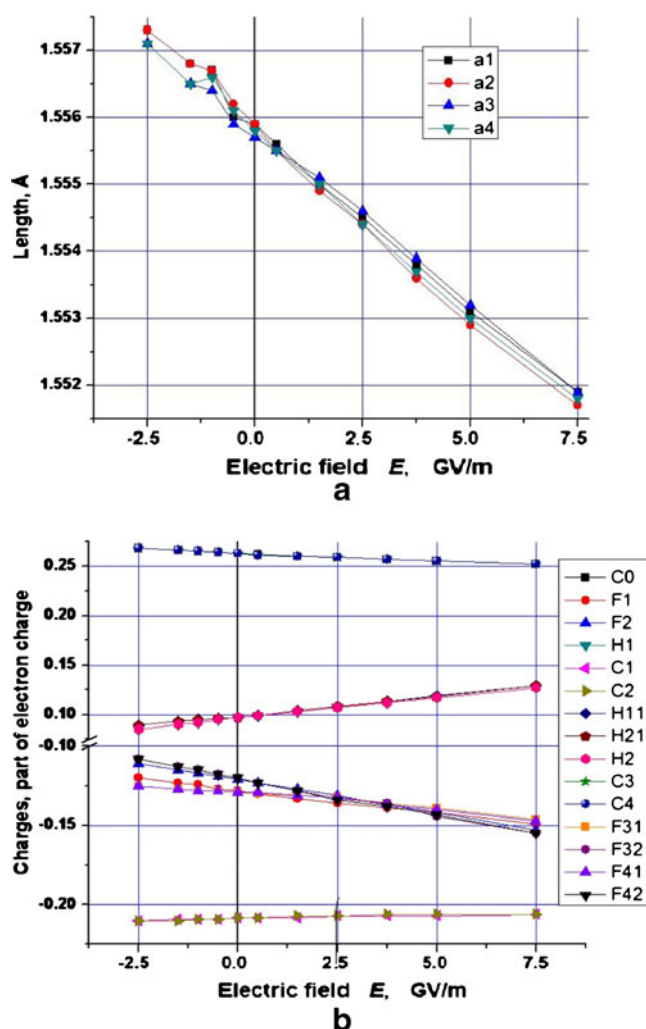 1.557
1.556
1.555
1.554
1.553
1.552
Length, A
a1
a2
a3
a4
-2.5 0.0 2.5 5.0 7.5
Electric field E, GV/m
a
0.25
0.20
0.15
0.10
-0.10
-0.15
-0.20
Charges, part of electron charge
C0
F1
F2
H1
C1
C2
H11
H21
H2
C3
C4
F31
F32
F41
F42
-2.5 0.0 2.5 5.0 7.5
Electric field E, GV/m
b